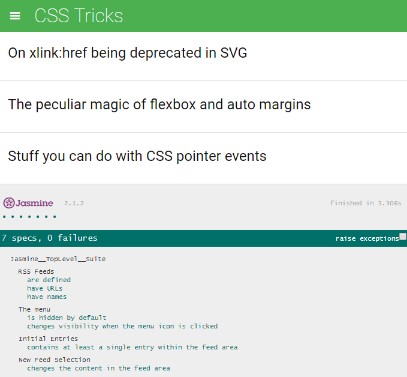 CSS Tricks
On xlink:href being deprecated in SVG
The peculiar magic of flexbox and auto margins
Stuff you can do with CSS pointer events
Jasmine 2.1.2 finished in 3.306s
7 specs, 0 failures raise exceptions
Jasmine__TopLevel__Suite
RSS Feeds
are defined
have URLs
have names
The menu
is hidden by default
changes visibility when the menu icon is clicked
Initial Entries
contains at least a single entry within the feed area
New Feed Selection
changes the content in the feed area